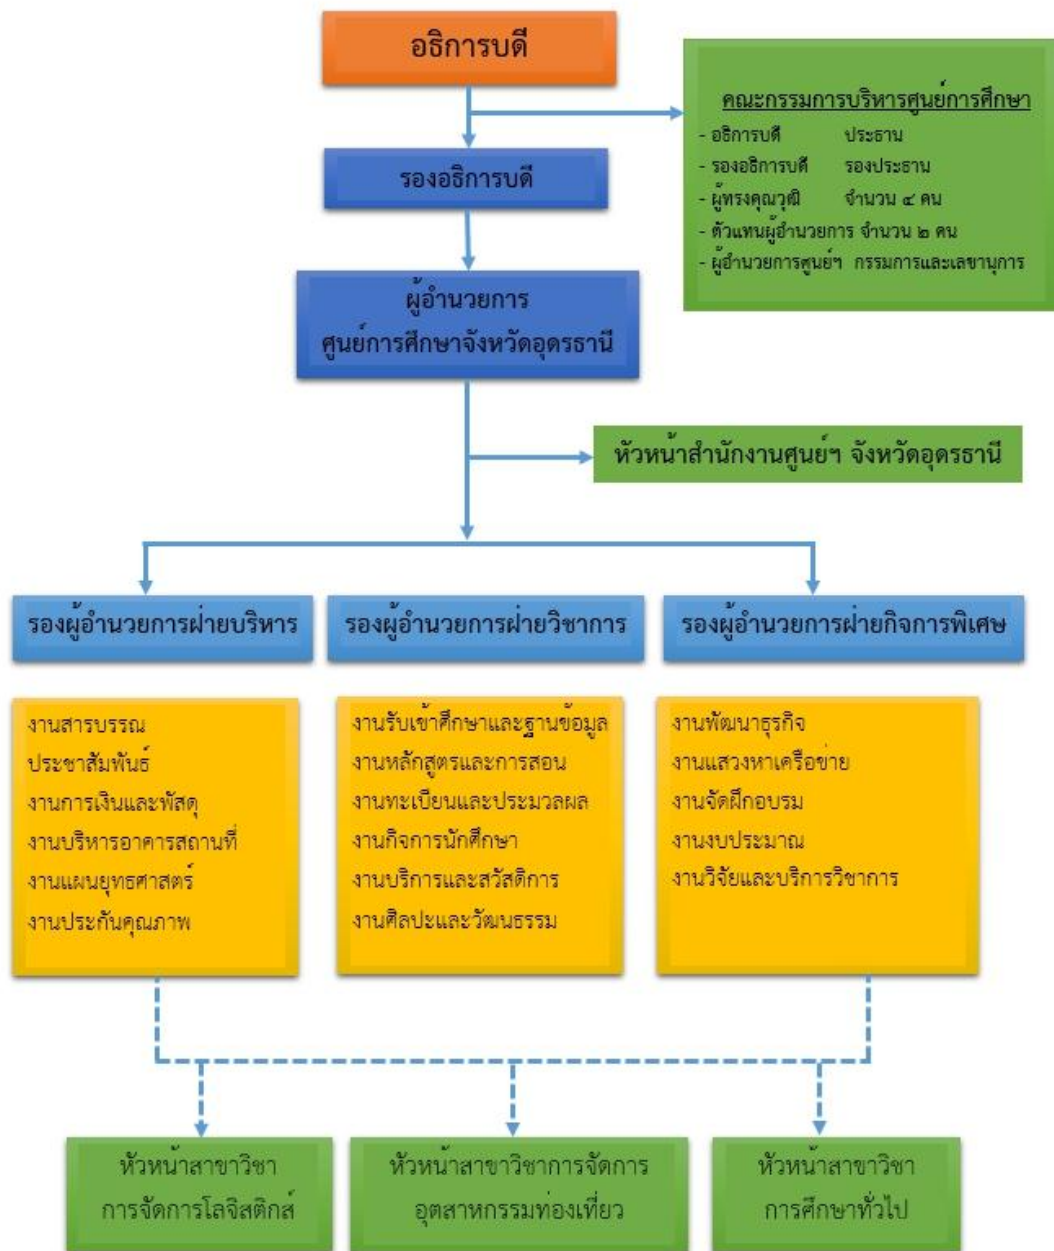 อธิการบดี
คณะกรรมการบริหารศูนย์การศึกษา
- อธิการบดี ประธาน
- รองอธิการบดี รองประธาน
- ผู้ทรงคุณวุฒิ จำนวน ๔ คน
- ตัวแทนผู้อำนวยการ จำนวน ๒ คน
- ผู้อำนวยการศูนย์ฯ กรรมการและเลขานุการ
รองอธิการบดี
ผู้อำนวยการ
ศูนย์การศึกษาจังหวัดอุดรธานี
หัวหน้าสำนักงานศูนย์ฯ จังหวัดอุดรธานี
รองผู้อำนวยการฝ่ายบริหาร
งานสารบรรณ
ประชาสัมพันธ์
งานการเงินและพัสดุ
งานบริหารอาคารสถานที่
งานแผนยุทธศาสตร์
งานประกันคุณภาพ
รองผู้อำนวยการฝ่ายวิชาการ
งานรับเข้าศึกษาและฐานข้อมูล
งานหลักสูตรและการสอน
งานทะเบียนและประมวลผล
งานกิจการนักศึกษา
งานบริการและสวัสดิการ
งานศิลปะและวัฒนธรรม
รองผู้อำนวยการฝ่ายกิจการพิเศษ
งานพัฒนาธุรกิจ
งานแสวงหาเครือข่าย
งานจัดฝึกอบรม
งานงบประมาณ
งานวิจัยและบริการวิชาการ
หัวหน้าสาขาวิชา
การจัดการโลจิสติกส์
หัวหน้าสาขาวิชาการจัดการ
อุตสาหกรรมท่องเที่ยว
หัวหน้าสาขาวิชา
การศึกษาทั่วไป